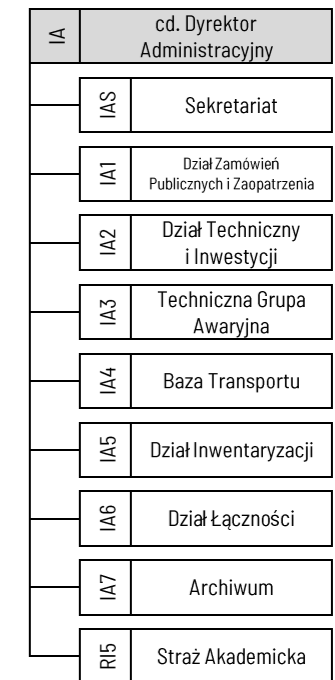 IA
cd. Dyrektor
Administracyjny
IAS
Sekretariat
IA1
Dział Zamówień
Publicznych i Zaopatrzenia
IA2
Dział Techniczny
i Inwestycji
IA3
Techniczna Grupa
Awaryjna
IA4
Baza Transportu
IA5
Dział Inwentaryzacji
IA6
Dział Łączności
IA7
Archiwum
RI5
Straż Akademicka